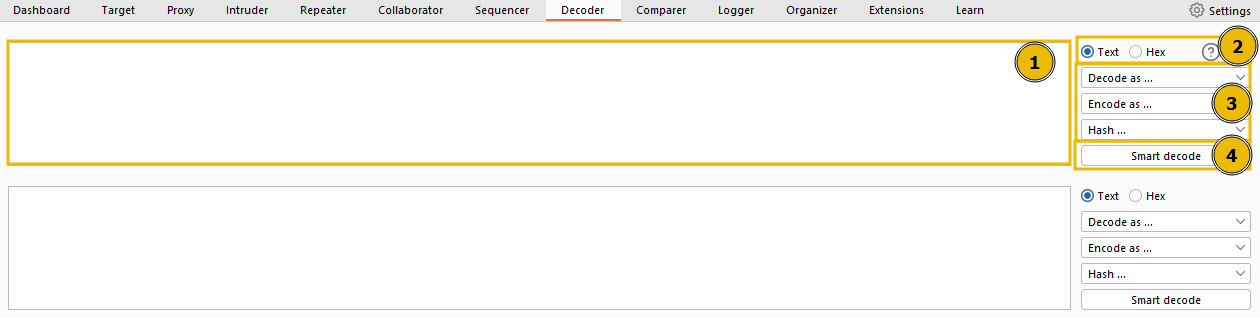 Dashboard Target Proxy Intruder Repeater Collaborator Sequencer Decoder Comparer Logger Organizer Extensions Learn Settings
1
Text Hex ? 2
Decode as ...
Encode as ... 3
Hash ...
Smart decode 4
Text Hex
Decode as ...
Encode as ...
Hash ...
Smart decode